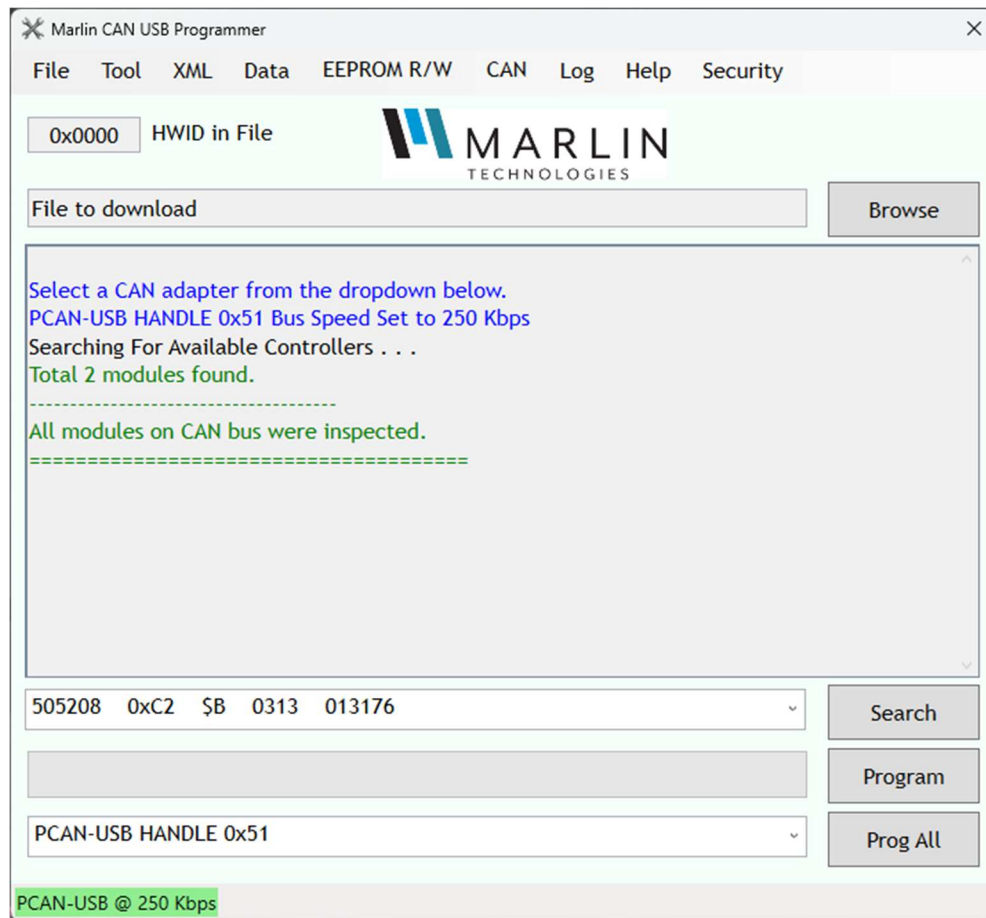 Marlin CAN USB Programmer
File Tool XML Data EEPROM R/W CAN Log Help Security
0x0000 HWID in File
MARLIN
TECHNOLOGIES
File to download Browse
Select a CAN adapter from the dropdown below.
PCAN-USB HANDLE 0x51 Bus Speed Set to 250 Kbps
Searching For Available Controllers . . .
Total 2 modules found.
-------------------------------------
All modules on CAN bus were inspected.
======================================
505208 0xC2 $B 0313 013176 Search
Program
PCAN-USB HANDLE 0x51 Prog All
PCAN-USB @ 250 Kbps